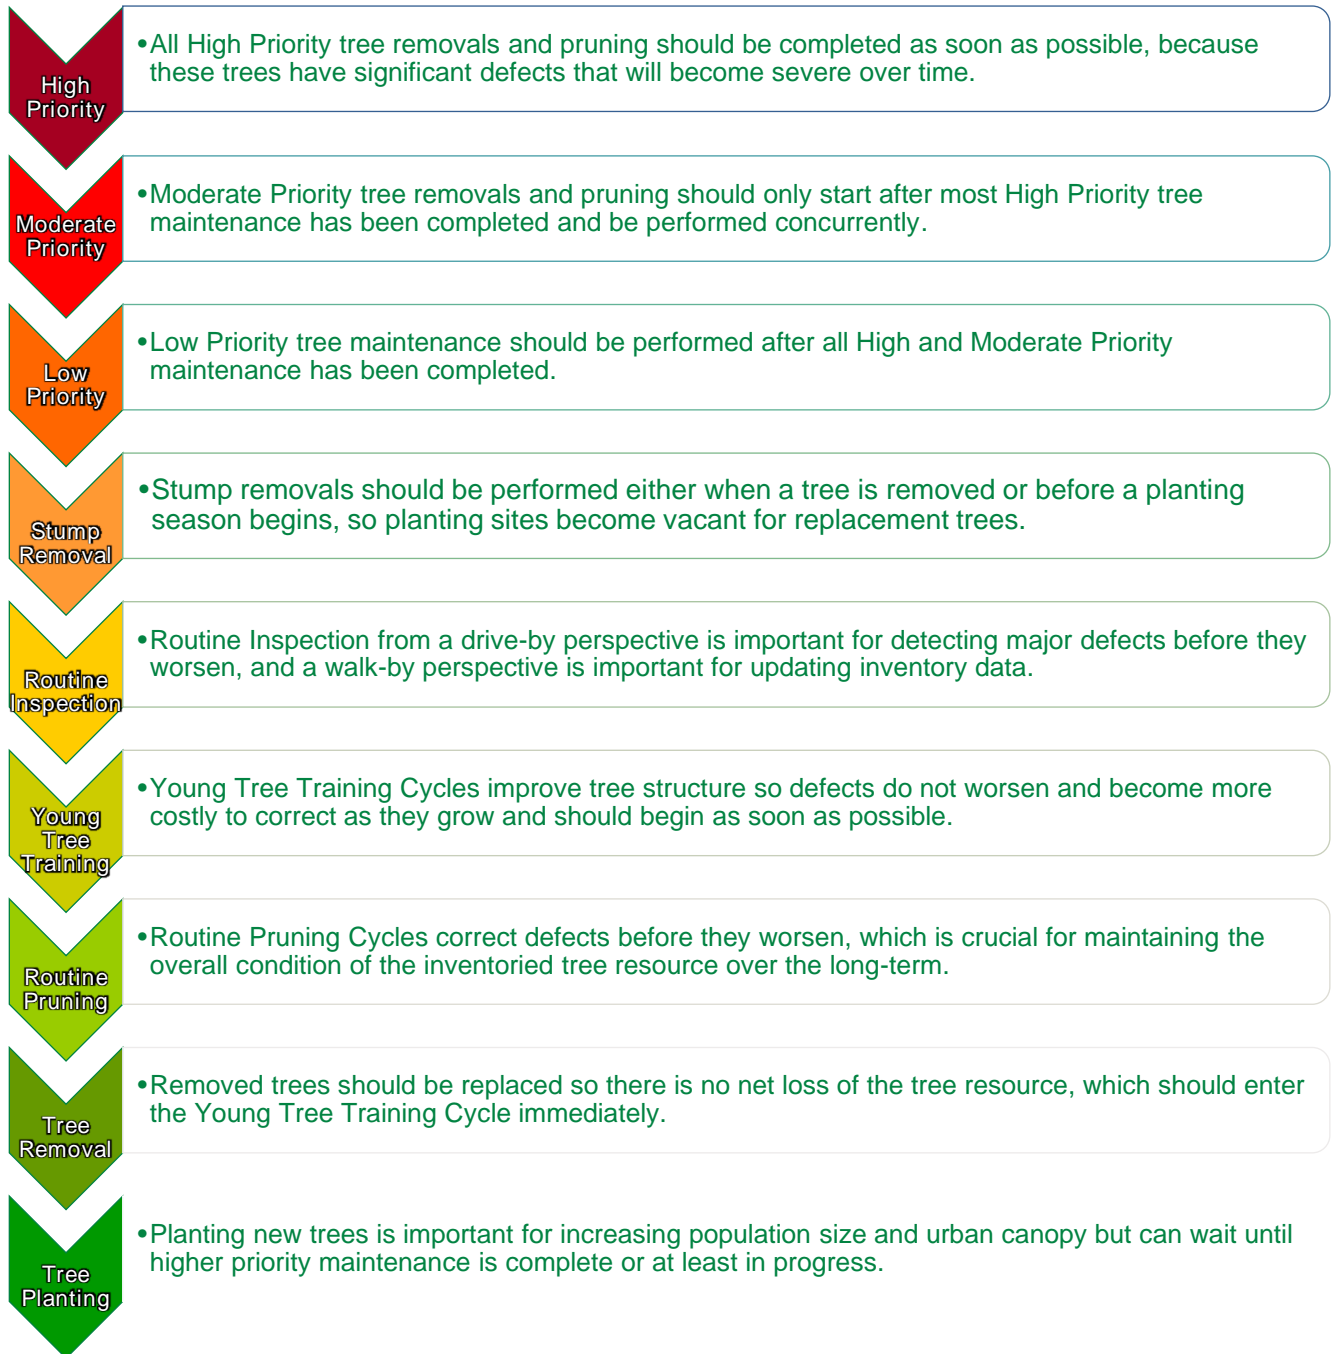 High
Priority
•All High Priority tree removals and pruning should be completed as soon as possible, because
these trees have significant defects that will become severe over time.
Moderate
Priority
•Moderate Priority tree removals and pruning should only start after most High Priority tree
maintenance has been completed and be performed concurrently.
Low
Priority
•Low Priority tree maintenance should be performed after all High and Moderate Priority
maintenance has been completed.
Stump
Removal
•Stump removals should be performed either when a tree is removed or before a planting
season begins, so planting sites become vacant for replacement trees.
Routine
Inspection
•Routine Inspection from a drive-by perspective is important for detecting major defects before they
worsen, and a walk-by perspective is important for updating inventory data.
Young
Tree
Training
•Young Tree Training Cycles improve tree structure so defects do not worsen and become more
costly to correct as they grow and should begin as soon as possible.
Routine
Pruning
•Routine Pruning Cycles correct defects before they worsen, which is crucial for maintaining the
overall condition of the inventoried tree resource over the long-term.
Tree
Removal
•Removed trees should be replaced so there is no net loss of the tree resource, which should enter
the Young Tree Training Cycle immediately.
Tree
Planting
•Planting new trees is important for increasing population size and urban canopy but can wait until
higher priority maintenance is complete or at least in progress.